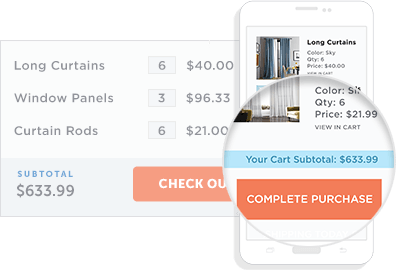 Long Curtains 6 $40.00
Window Panels 3 $96.33
Curtain Rods 6 $21.00
SUBTOTAL
$633.99
CHECK OU
Long Curtains
Color: Sky
Qty: 6
Price: $40.00
VIEW IN CART
Color: Si
Qty: 6
Price: $21.99
VIEW IN CART
Your Cart Subtotal: $633.99
COMPLETE PURCHASE